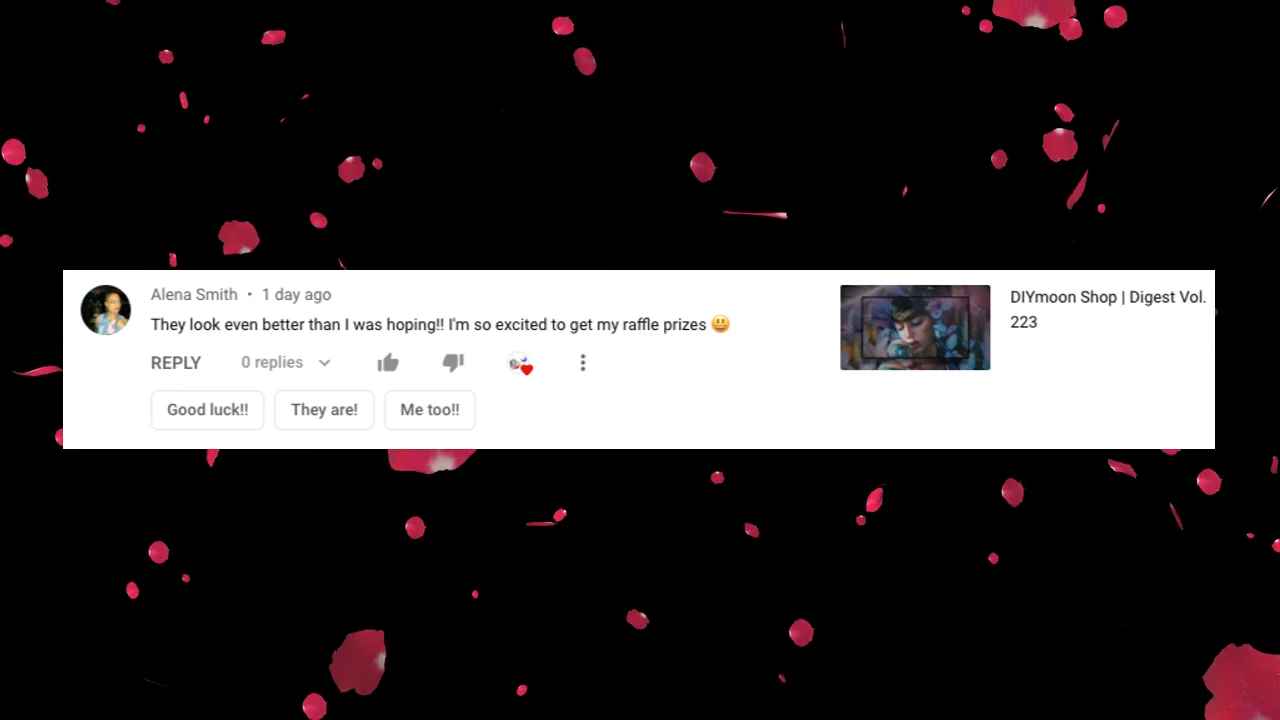 Alena Smith • 1 day ago
They look even better than I was hoping!! I'm so excited to get my raffle prizes 😃
REPLY 0 replies
Good luck!! They are! Me too!!
DIYmoon Shop | Digest Vol.
223